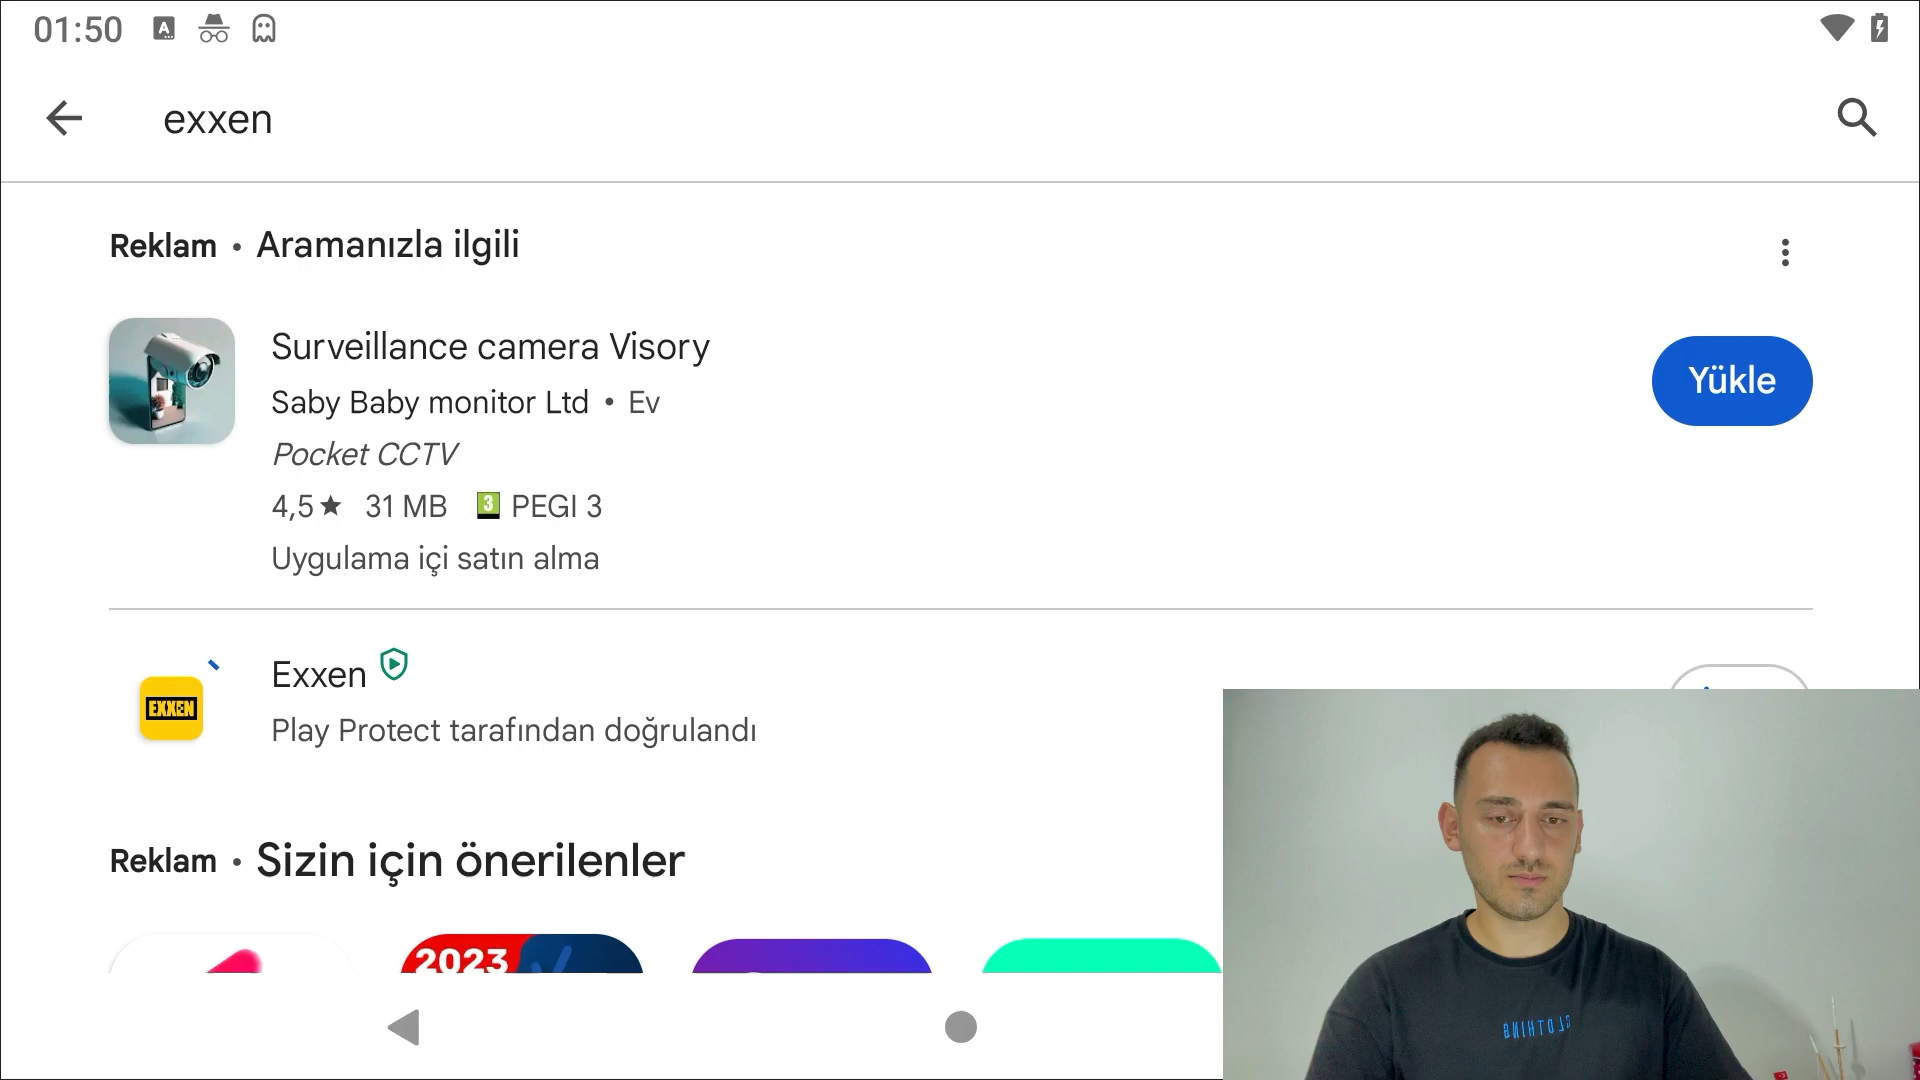 01:50
exxen
Reklam • Aramanızla ilgili
Surveillance camera Visory
Saby Baby monitor Ltd • Ev
Pocket CCTV
4,5★ 31 MB 3 PEGI 3
Uygulama içi satın alma
Yükle
EXXEN
Exxen
Play Protect tarafından doğrulandı
Reklam • Sizin için önerilenler
2023